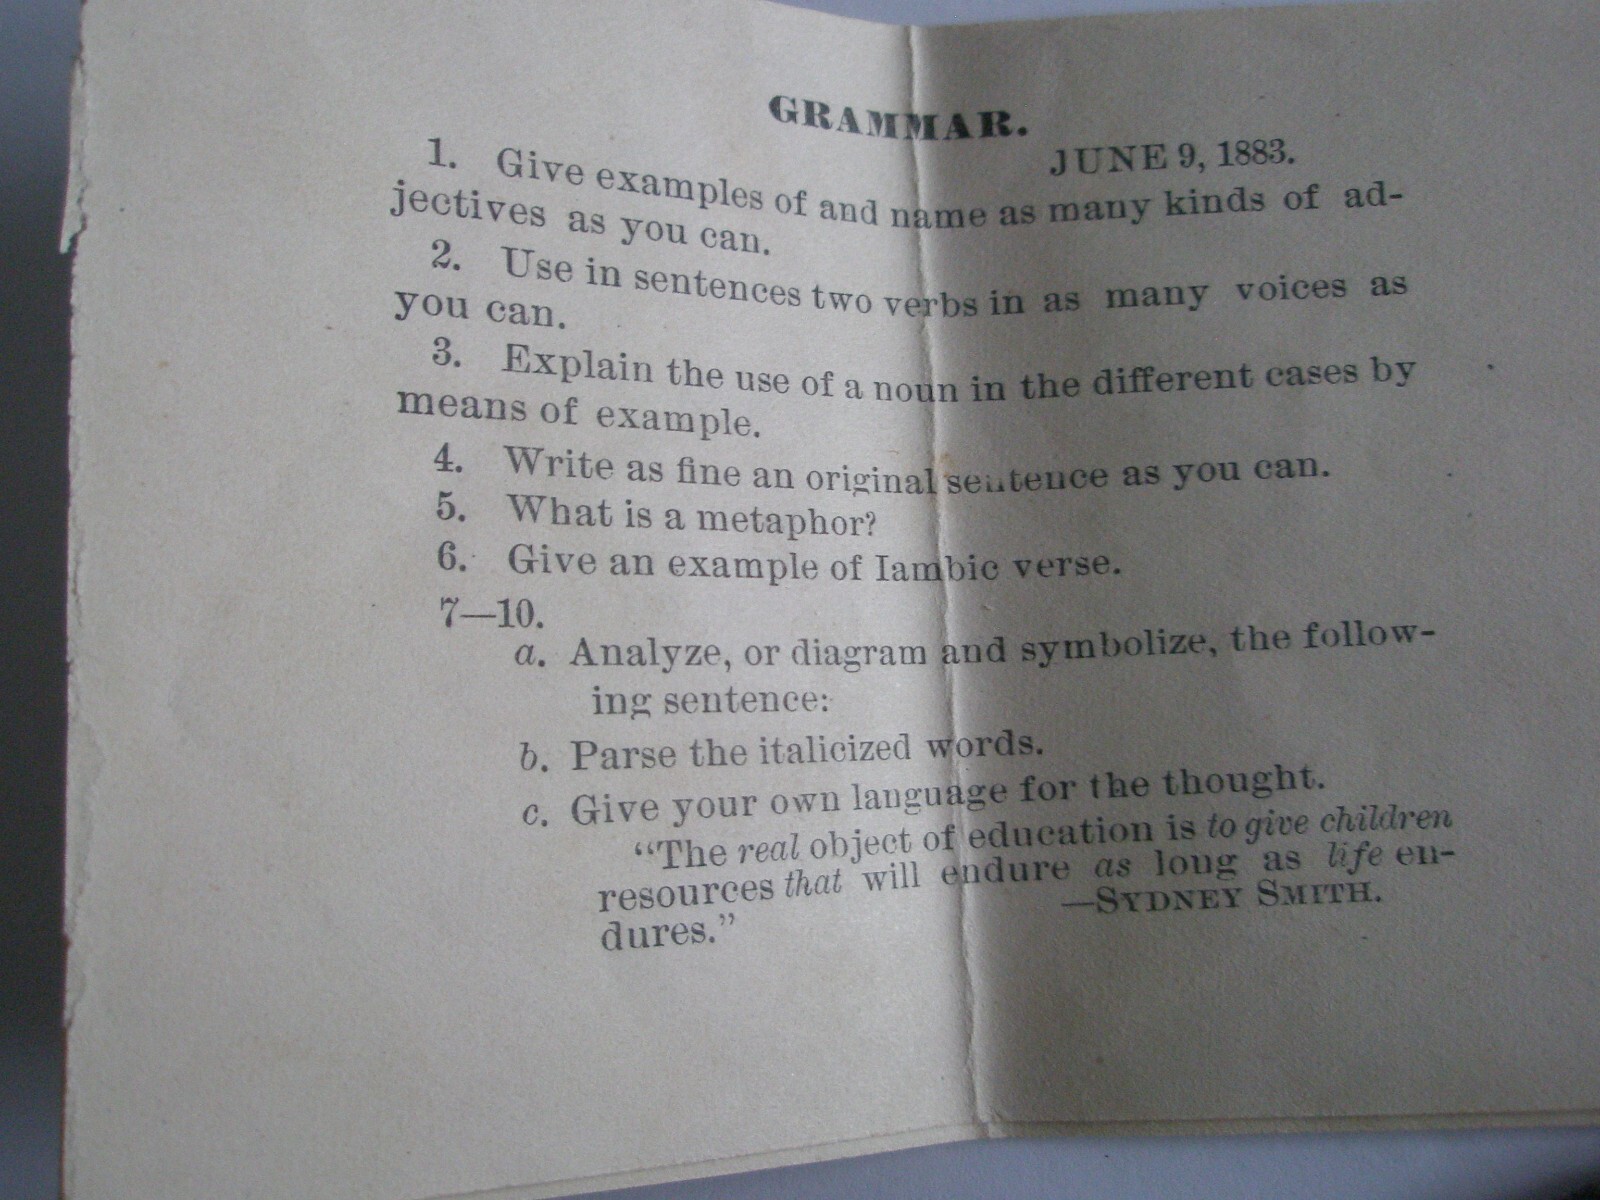 GRAMMAR.
JUNE 9, 1883.
1. Give examples of and name as many kinds of ad-
jectives as you can.
2. Use in sentences two verbs in as many voices as
you can.
3. Explain the use of a noun in the different cases by
means of example.
4. Write as fine an original sentence as you can.
5. What is a metaphor?
6. Give an example of Iambic verse.
7—10.
a. Analyze, or diagram and symbolize, the follow-
ing sentence:
b. Parse the italicized words.
c. Give your own language for the thought.
“The real object of education is to give children
resources that will endure as long as life en-
dures.”
—SYDNEY SMITH.